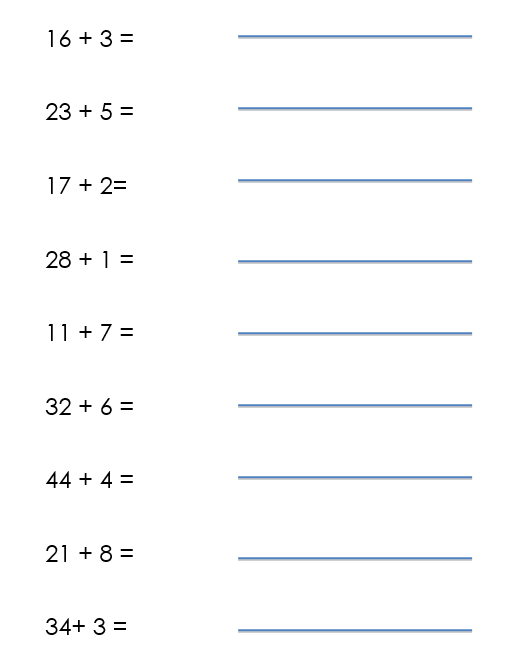 16 + 3 =
23 + 5 =
17 + 2=
28 + 1 =
11 + 7 =
32 + 6 =
44 + 4 =
21 + 8 =
34+ 3 =